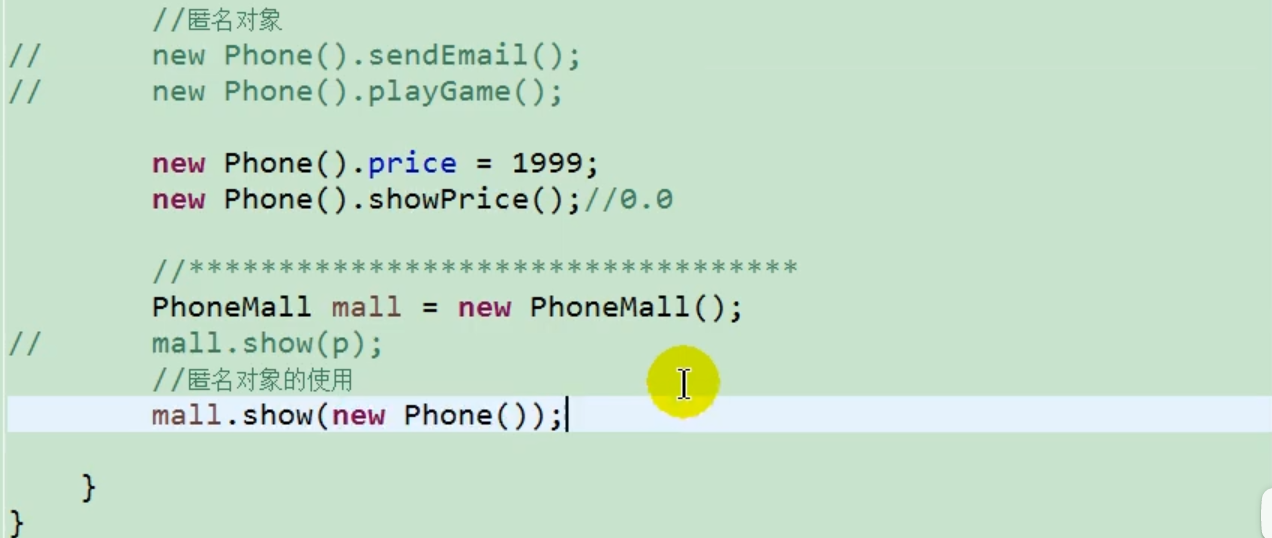 //匿名对象
//      new Phone().sendEmail();
//      new Phone().playGame();
new Phone().price = 1999;
new Phone().showPrice();//0.0
//**********************************
PhoneMall mall = new PhoneMall();
//      mall.show(p);
//匿名对象的使用
mall.show(new Phone());
}
}